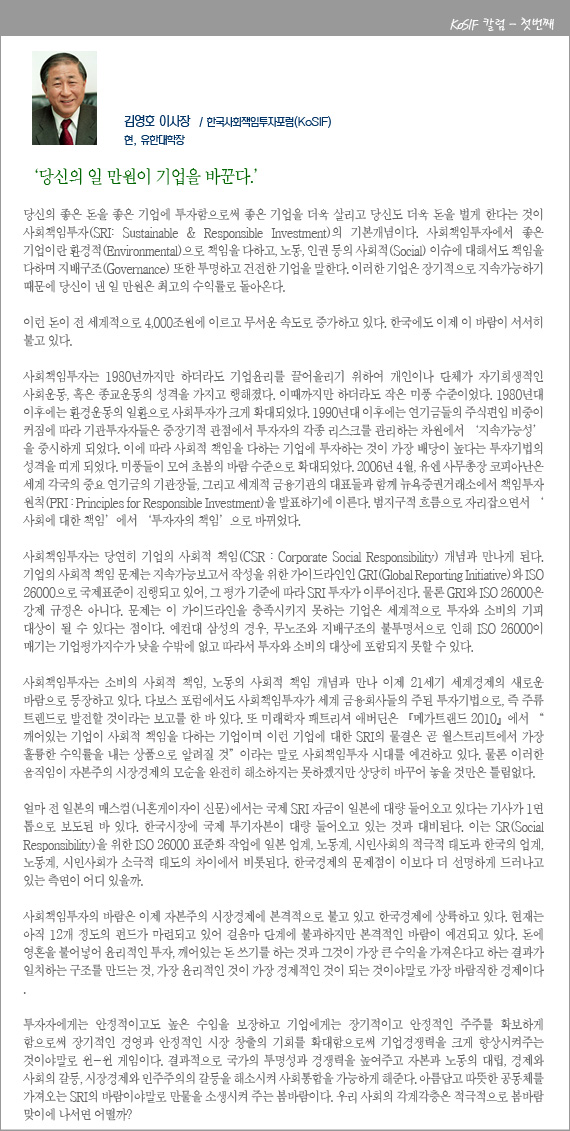 KoSIF 칼럼 - 첫번째
김영호 이사장 / 한국사회책임투자포럼(KoSIF)
현, 유한대학장
‘당신의 일 만원이 기업을 바꾼다.’
당신의 좋은 돈을 좋은 기업에 투자함으로써 좋은 기업을 더욱 살리고 당신도 더욱 돈을 벌게 한다는 것이
사회책임투자(SRI: Sustainable & Responsible Investment)의 기본개념이다. 사회책임투자에서 좋은
기업이란 환경적(Environmental)으로 책임을 다하고, 노동, 인권 등의 사회적(Social) 이슈에 대해서도 책임을
다하며 지배구조(Governance) 또한 투명하고 건전한 기업을 말한다. 이러한 기업은 장기적으로 지속가능하기
때문에 당신이 낸 일 만원은 최고의 수익률로 돌아온다.
이런 돈이 전 세계적으로 4,000조원에 이르고 무서운 속도로 증가하고 있다. 한국에도 이제 이 바람이 서서히
불고 있다.
사회책임투자는 1980년까지만 하더라도 기업윤리를 끌어올리기 위하여 개인이나 단체가 자기희생적인
사회운동, 혹은 종교운동의 성격을 가지고 행해졌다. 이때까지만 하더라도 작은 미풍 수준이었다. 1980년대
이후에는 환경운동의 일환으로 사회투자가 크게 확대되었다. 1990년대 이후에는 연기금들의 주식편입 비중이
커짐에 따라 기관투자자들은 중장기적 관점에서 투자자의 각종 리스크를 관리하는 차원에서 ‘지속가능성’
을 중시하게 되었다. 이에 따라 사회적 책임을 다하는 기업에 투자하는 것이 가장 배당이 높다는 투자기법의
성격을 띠게 되었다. 미풍들이 모여 초봄의 바람 수준으로 확대되었다. 2006년 4월, 유엔 사무총장 코피아난은
세계 각국의 중요 연기금의 기관장들, 그리고 세계적 금융기관의 대표들과 함께 뉴욕증권거래소에서 책임투자
원칙(PRI : Principles for Responsible Investment)을 발표하기에 이른다. 범지구적 흐름으로 자리잡으면서 ‘
사회에 대한 책임’에서 ‘투자자의 책임’으로 바뀌었다.
사회책임투자는 당연히 기업의 사회적 책임(CSR : Corporate Social Responsibility) 개념과 만나게 된다.
기업의 사회적 책임 문제는 지속가능보고서 작성을 위한 가이드라인인 GRI(Global Reporting Initiative)와 ISO
26000으로 국제표준이 진행되고 있어, 그 평가 기준에 따라 SRI 투자가 이루어진다. 물론 GRI와 ISO 26000은
강제 규정은 아니다. 문제는 이 가이드라인을 충족시키지 못하는 기업은 세계적으로 투자와 소비의 기피
대상이 될 수 있다는 점이다. 예컨대 삼성의 경우, 무노조와 지배구조의 불투명서으로 인해 ISO 26000이
매기는 기업평가지수가 낮을 수밖에 없고 따라서 투자와 소비의 대상에 포함되지 못할 수 있다.
사회책임투자는 소비의 사회적 책임, 노동의 사회적 책임 개념과 만나 이제 21세기 세계경제의 새로운
바람으로 등장하고 있다. 다보스 포럼에서도 사회책임투자가 세계 금융회사들의 주된 투자기법으로, 즉 주류
트렌드로 발전할 것이라는 보고를 한 바 있다. 또 미래학자 패트리셔 애버딘은 『메가트렌드 2010』에서 “
깨어있는 기업이 사회적 책임을 다하는 기업이며 이런 기업에 대한 SRI의 물결은 곧 월스트리트에서 가장
훌륭한 수익률을 내는 상품으로 알려질 것” 이라는 말로 사회책임투자 시대를 예견하고 있다. 물론 이러한
움직임이 자본주의 시장경제의 모순을 완전히 해소하지는 못하겠지만 상당히 바꾸어 놓을 것만은 틀림없다.
얼마 전 일본의 매스컴(니혼게이자이 신문)에서는 국제 SRI 자금이 일본에 대량 들어오고 있다는 기사가 1면
톱으로 보도된 바 있다. 한국시장에 국제 투기자본이 대량 들어오고 있는 것과 대비된다. 이는 SR(Social
Responsibility)을 위한 ISO 26000 표준화 작업에 일본 업계, 노동계, 시민사회의 적극적 태도과 한국의 업계,
노동계, 시민사회가 소극적 태도의 차이에서 비롯된다. 한국경제의 문제점이 이보다 더 선명하게 드러나고
있는 측면이 어디 있을까.
사회책임투자의 바람은 이제 자본주의 시장경제에 본격적으로 불고 있고 한국경제에 상륙하고 있다. 현재는
아직 12개 정도의 펀드가 마련되고 있어 걸음마 단계에 불과하지만 본격적인 바람이 예견되고 있다. 돈에
영혼을 불어넣어 윤리적인 투자, 깨어있는 돈 쓰기를 하는 것과 그것이 가장 큰 수익을 가져온다고 하는 결과가
일치하는 구조를 만드는 것, 가장 윤리적인 것이 가장 경제적인 것이 되는 것이야말로 가장 바람직한 경제이다
.
투자자에게는 안정적이고도 높은 수입을 보장하고 기업에게는 장기적이고 안정적인 주주를 확보하게
함으로써 장기적인 경영과 안정적인 시장 창출의 기회를 확대함으로써 기업경쟁력을 크게 향상시켜주는
것이야말로 윈-윈 게임이다. 결과적으로 국가의 투명성과 경쟁력을 높여주고 자본과 노동의 대립, 경제와
사회의 갈등, 시장경제와 민주주의의 갈등을 해소시켜 사회통합을 가능하게 해준다. 아름답고 따뜻한 공동체를
가져오는 SRI의 바람이야말로 만물을 소생시켜 주는 봄바람이다. 우리 사회의 각계각층은 적극적으로 봄바람
맞이에 나서면 어떨까?